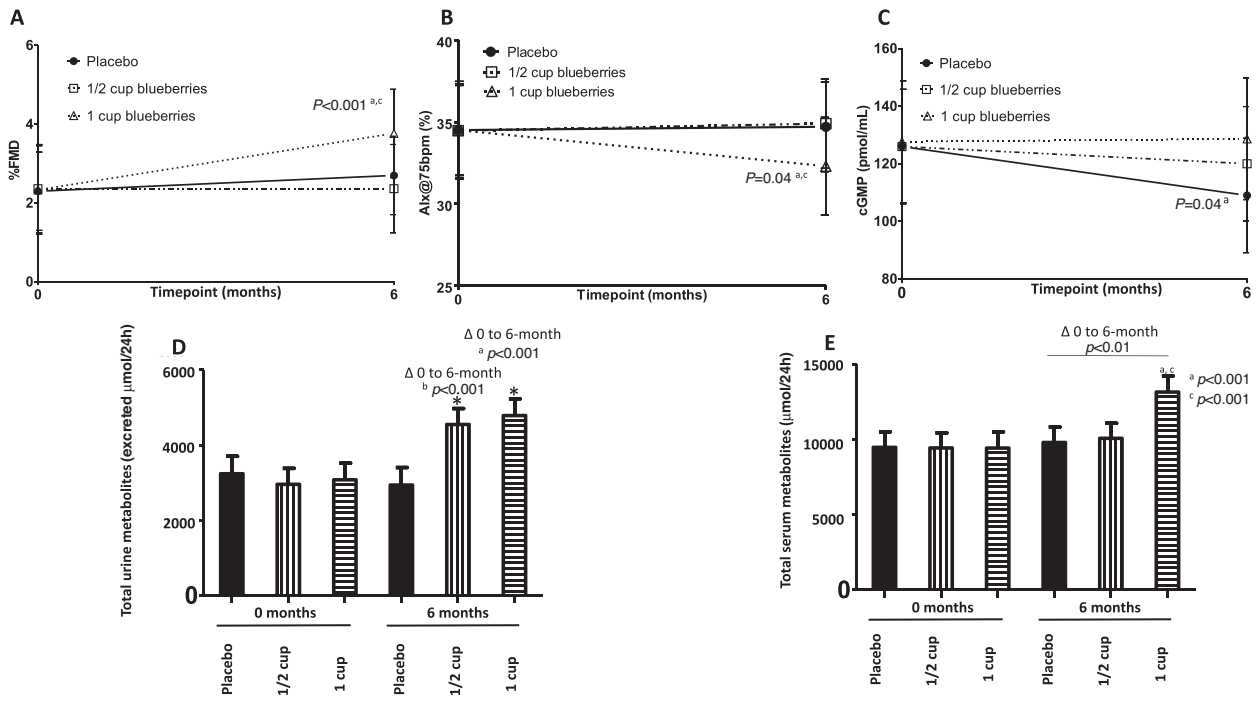 A
6
4
2
0
%FMD
Placebo
1/2 cup blueberries
1 cup blueberries
P<0.001 a,c
0
Timepoint (months)
6
B
40
35
30
25
AIx@75bpm (%)
Placebo
1/2 cup blueberries
1 cup blueberries
P=0.04 a,c
0
Timepoint (months)
6
C
160
140
120
100
80
cGMP (pmol/mL)
Placebo
1/2 cup blueberries
1 cup blueberries
P=0.04 a
0
Timepoint (months)
6
D
Total urine metabolites (excreted µmol/24h)
6000
4000
2000
0
Δ 0 to 6-month
a p<0.001
Δ 0 to 6-month
b p<0.001
*
*
0 months
6 months
Placebo
1/2 cup
1 cup
Placebo
1/2 cup
1 cup
E
Total serum metabolites (µmol/24h)
15000
10000
5000
0
Δ 0 to 6-month
p<0.01
a, c
a p<0.001
c p<0.001
0 months
6 months
Placebo
1/2 cup
1 cup
Placebo
1/2 cup
1 cup